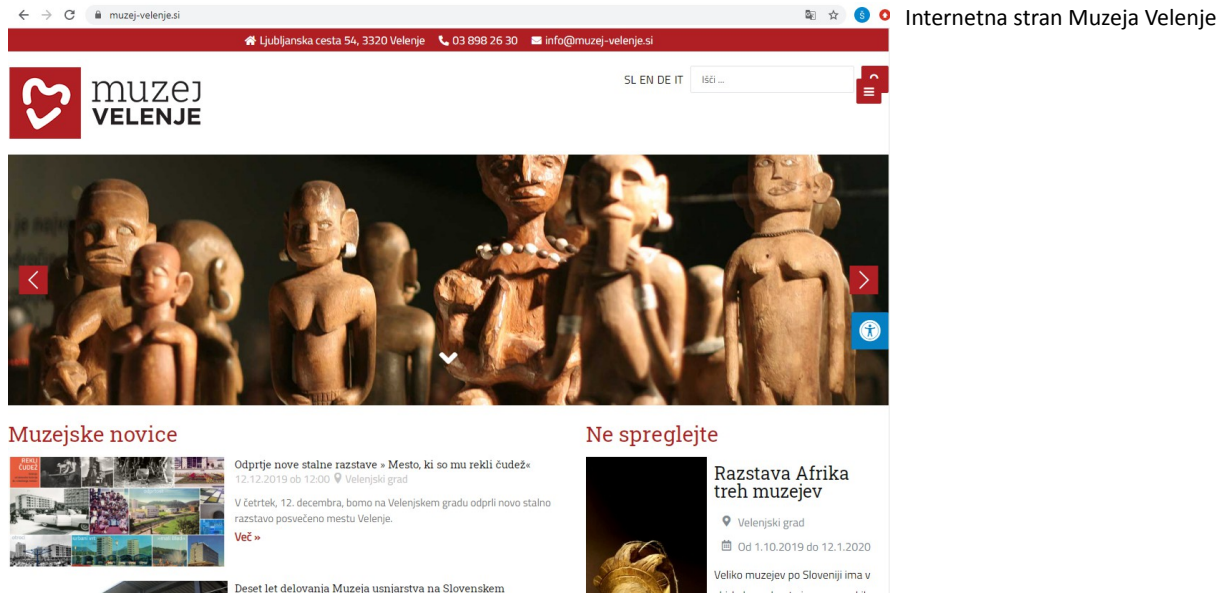 muzej-velenje.si
Internetna stran Muzeja Velenje
Ljubljanska cesta 54, 3320 Velenje 03 898 26 30 info@muzej-velenje.si
muzej
VELENJE
SL EN DE IT Išči ...
Muzejske novice
REKLI
ČUDEŽ
Odprtje nove stalne razstave » Mesto, ki so mu rekli čudež«
12.12.2019 ob 12:00 Velenjski grad
V četrtek, 12. decembra, bomo na Velenjskem gradu odprli novo stalno
razstavo posvečeno mestu Velenje.
Več »
Deset let delovanja Muzeja usnjarstva na Slovenskem
Ne spreglejte
Razstava Afrika
treh muzejev
Velenjski grad
Od 1.10.2019 do 12.1.2020
Veliko muzejev po Sloveniji ima v